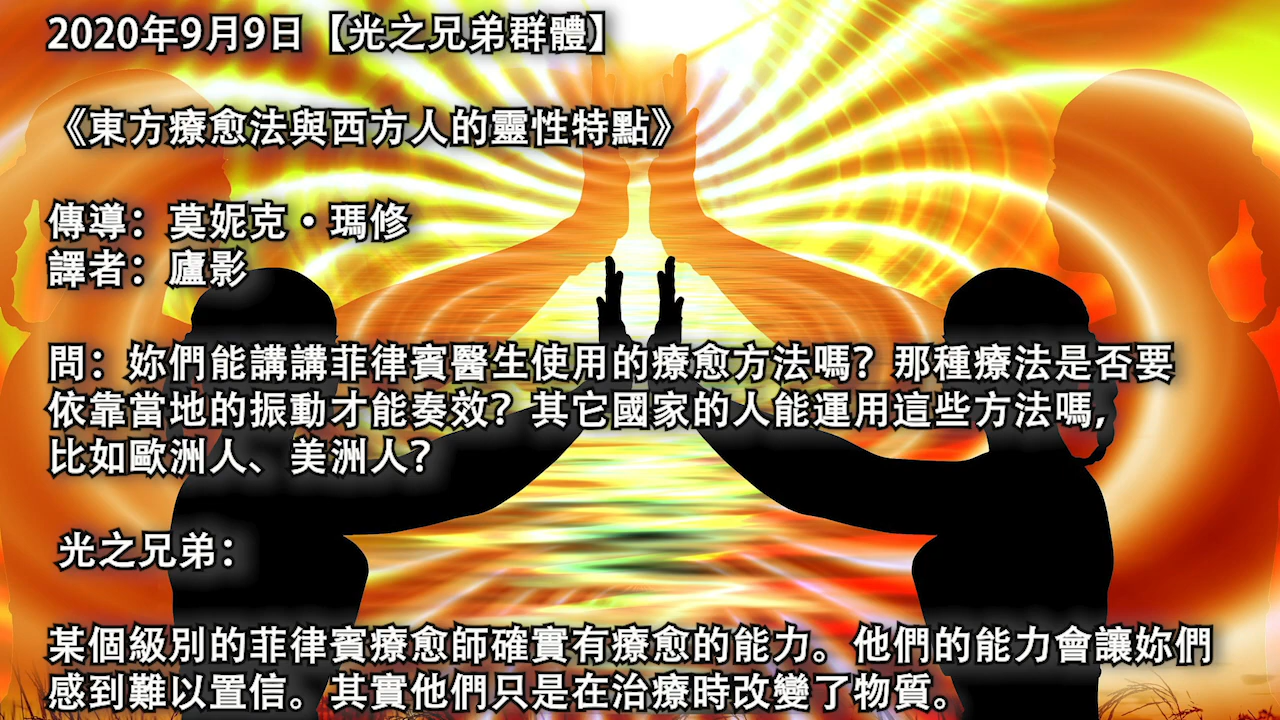 2020年9月9日【光之兄弟群體】
《東方療愈法與西方人的靈性特點》
傳導：莫妮克·瑪修
譯者：廬影
問：妳們能講講菲律賓醫生使用的療愈方法嗎？那種療法是否要
依靠當地的振動才能奏效？其它國家的人能運用這些方法嗎，
比如歐洲人、美洲人？
光之兄弟：
某個級別的菲律賓療愈師確實有療愈的能力。他們的能力會讓妳們
感到難以置信。其實他們只是在治療時改變了物質。